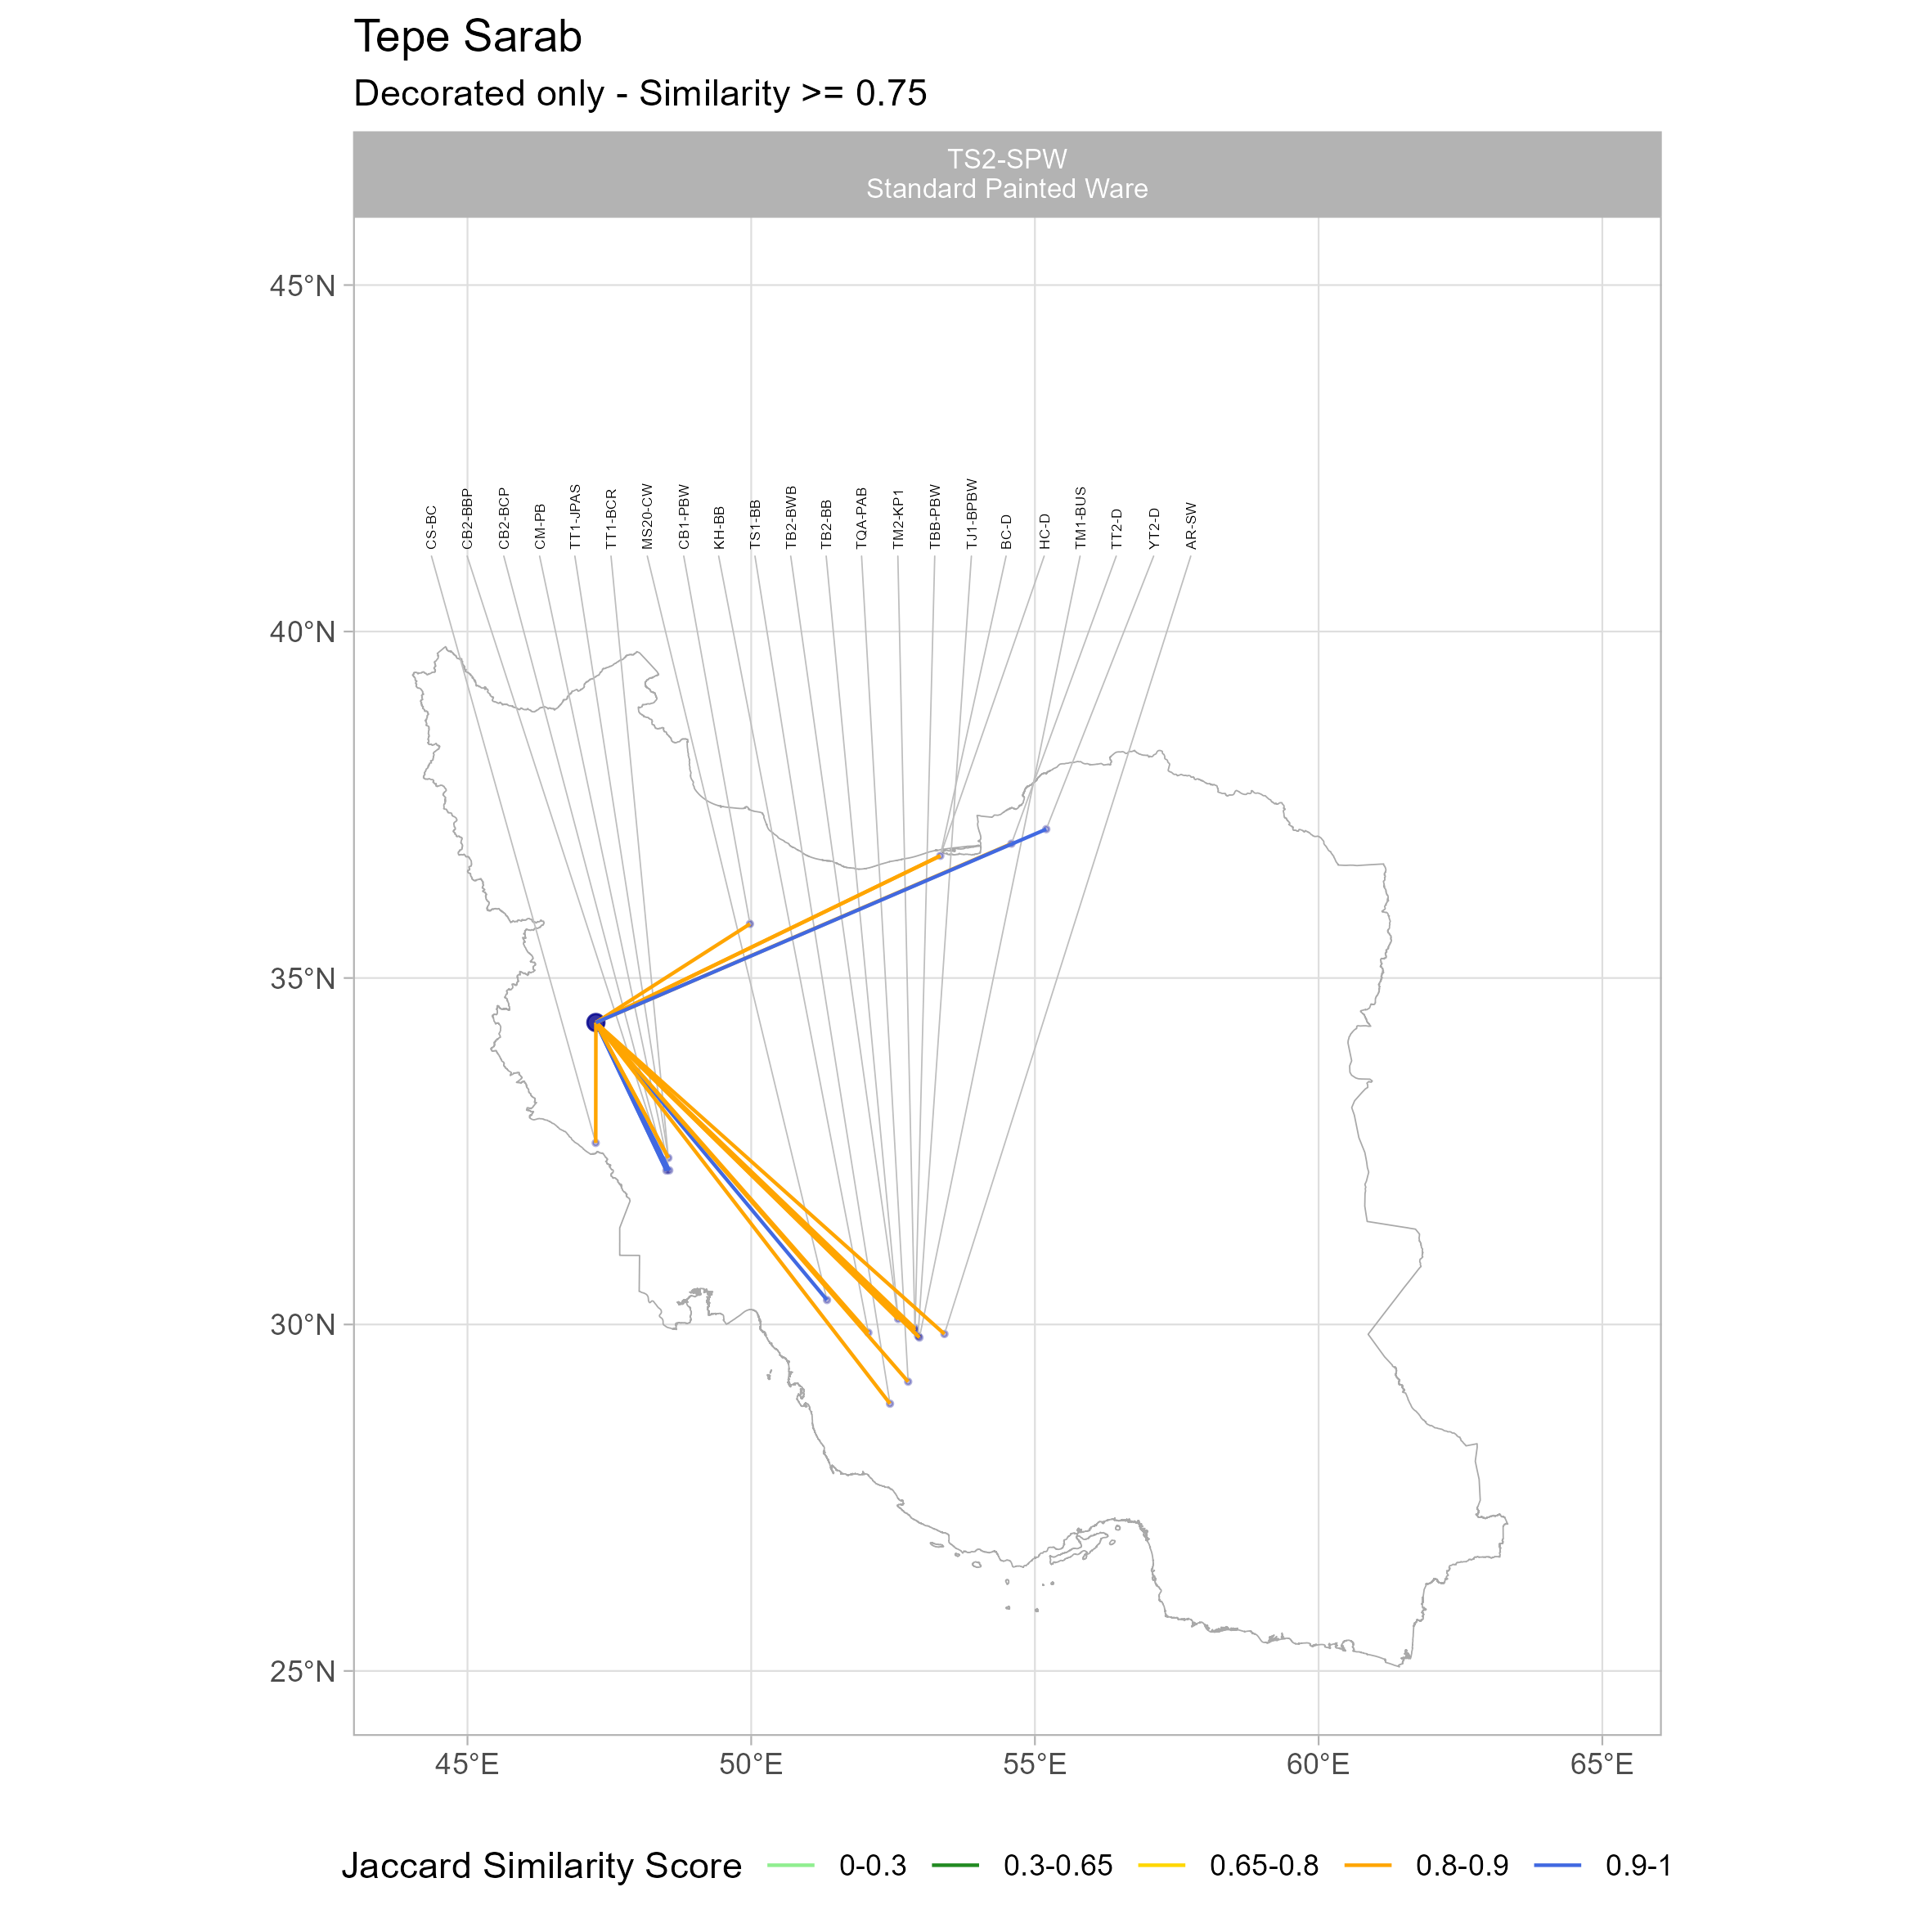 Tepe Sarab
Decorated only - Similarity >= 0.75
TS2-SPW
Standard Painted Ware
45°N
40°N
35°N
30°N
25°N
CS-BC
CB2-BBP
CB2-BCP
CM-PB
TT1-JPAS
TT1-BCR
MS20-CW
CB1-PBW
KH-BB
TS1-BB
TB2-BWB
TB2-BB
TQA-PAB
TM2-KP1
TBB-PBW
TJ1-BPBW
BC-D
HC-D
TM1-BUS
TT2-D
YT2-D
AR-SW
45°E 50°E 55°E 60°E 65°E
Jaccard Similarity Score 0-0.3 0.3-0.65 0.65-0.8 0.8-0.9 0.9-1